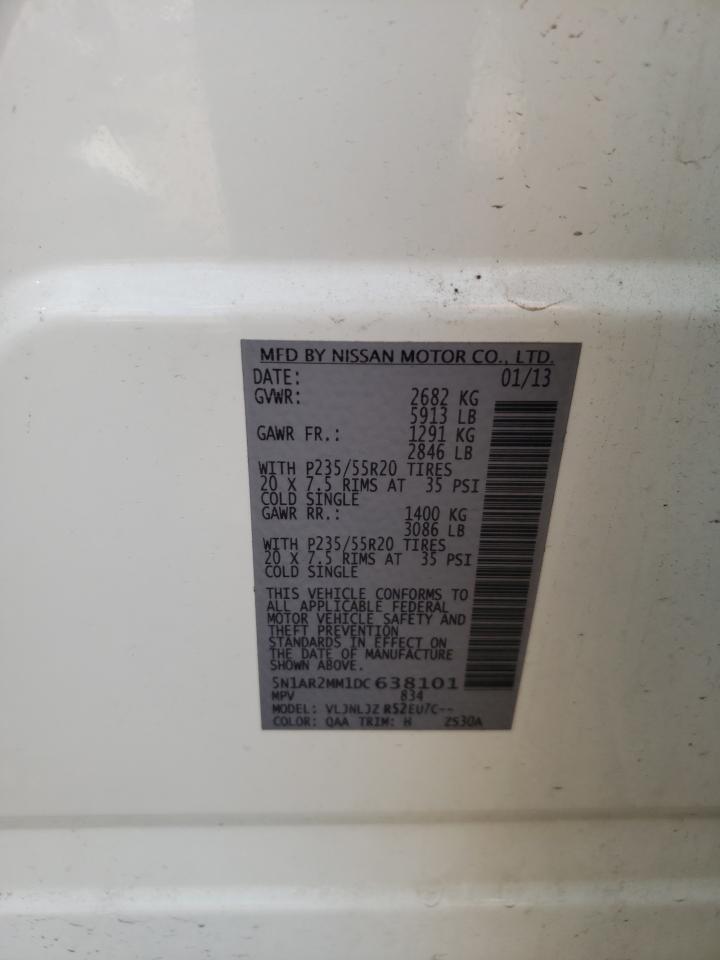 MFD BY NISSAN MOTOR CO., LTD.
DATE: 01/13
GVWR: 2682 KG
5913 LB
GAWR FR.: 1291 KG
2846 LB
WITH P235/55R20 TIRES
20 X 7.5 RIMS AT 35 PSI
COLD SINGLE
GAWR RR.: 1400 KG
3086 LB
WITH P235/55R20 TIRES
20 X 7.5 RIMS AT 35 PSI
COLD SINGLE
THIS VEHICLE CONFORMS TO
ALL APPLICABLE FEDERAL
MOTOR VEHICLE SAFETY AND
THEFT PREVENTION
STANDARDS IN EFFECT ON
THE DATE OF MANUFACTURE
SHOWN ABOVE.
5N1AR2MM1DC 638101
MPV 834
MODEL: VLJNLJZ R52EU7C--
COLOR: QAA TRIM: H 2S30A